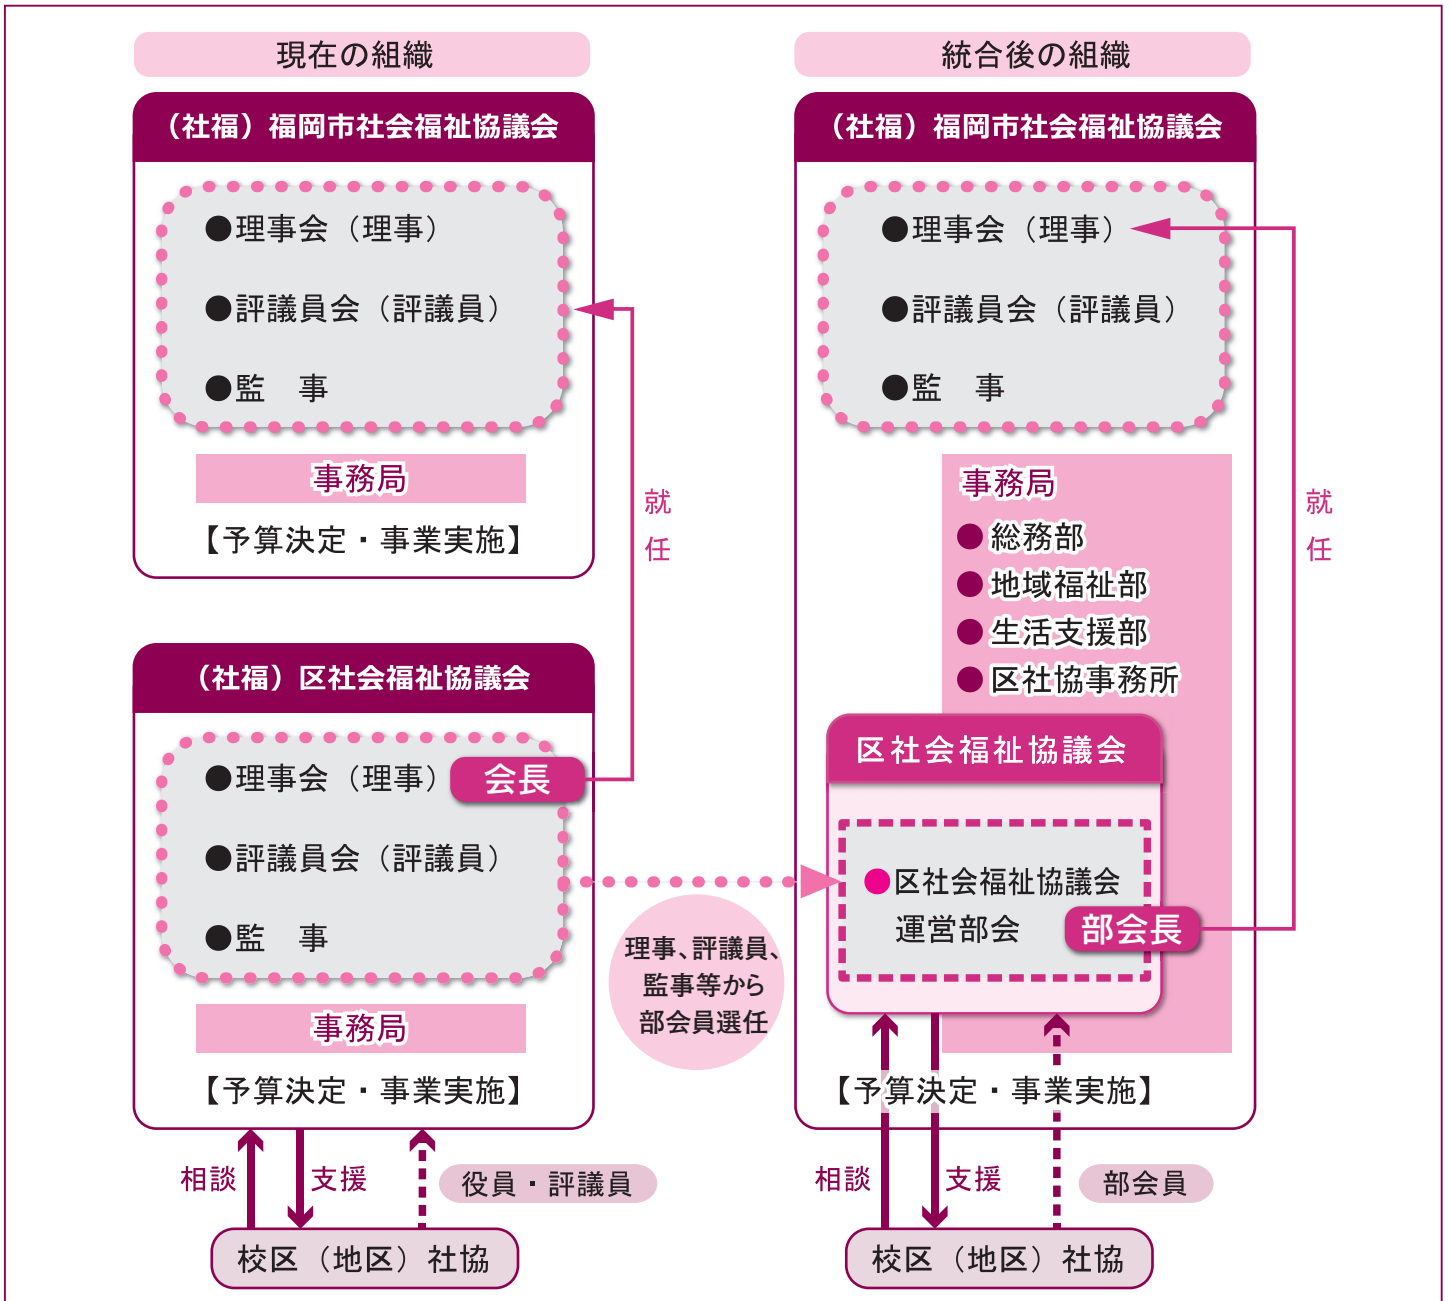 現在の組織
（社福）福岡市社会福祉協議会
●理事会（理事）
●評議員会（評議員）
●監　事
事務局
【予算決定・事業実施】
就任
（社福）区社会福祉協議会
●理事会（理事）
会長
●評議員会（評議員）
●監　事
事務局
【予算決定・事業実施】
相談
支援
役員・評議員
校区（地区）社協
理事、評議員、
監事等から
部会員選任
統合後の組織
（社福）福岡市社会福祉協議会
●理事会（理事）
●評議員会（評議員）
●監　事
就任
事務局
●総務部
●地域福祉部
●生活支援部
●区社協事務所
区社会福祉協議会
●区社会福祉協議会
運営部会
部会長
【予算決定・事業実施】
相談
支援
部会員
校区（地区）社協